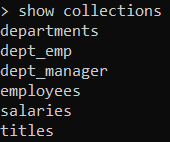 > show collections
departments
dept_emp
dept_manager
employees
salaries
titles